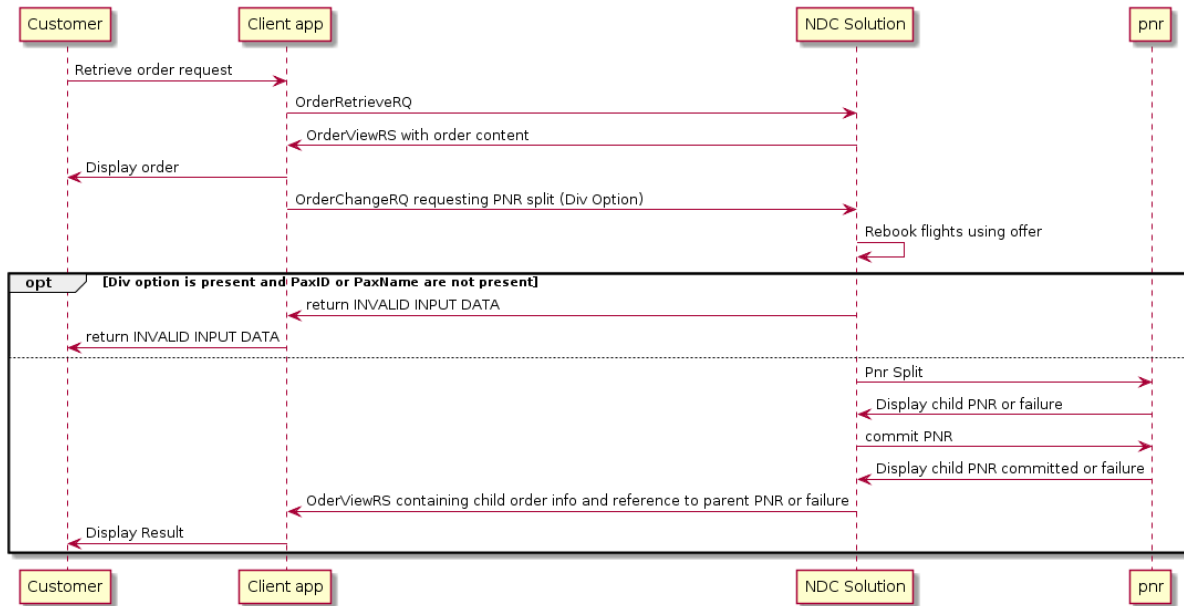 Customer Client app NDC Solution pnr
Retrieve order request
OrderRetrieveRQ
OrderViewRS with order content
Display order
OrderChangeRQ requesting PNR split (Div Option)
Rebook flights using offer
opt [Div option is present and PaxID or PaxName are not present]
return INVALID INPUT DATA
return INVALID INPUT DATA
Pnr Split
Display child PNR or failure
commit PNR
Display child PNR committed or failure
OderViewRS containing child order info and reference to parent PNR or failure
Display Result
Customer Client app NDC Solution pnr